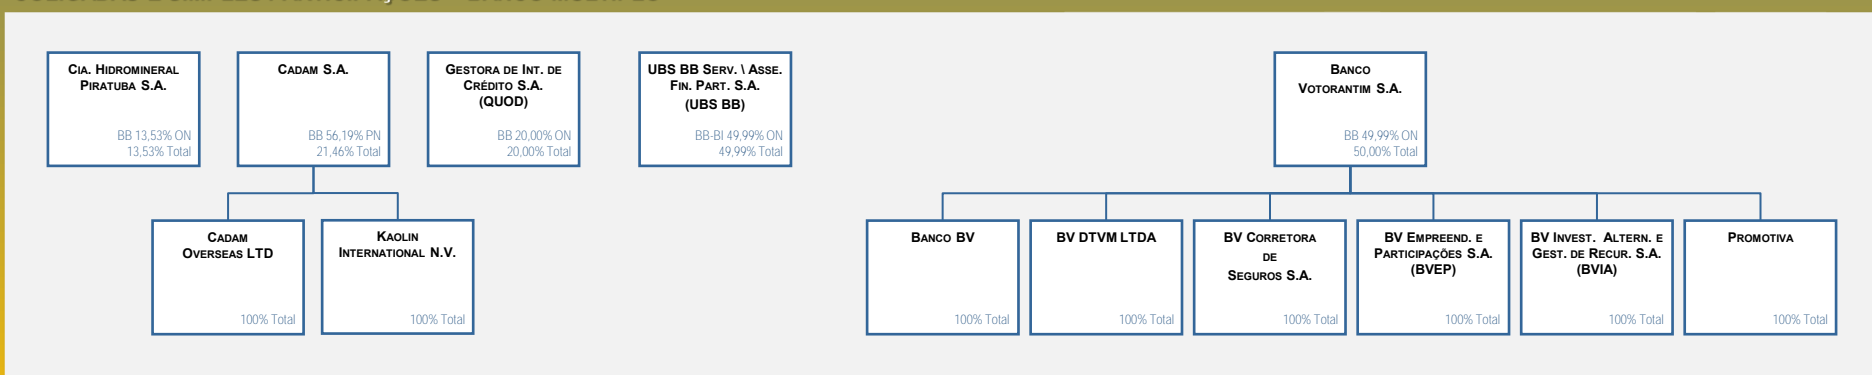 Cia. Hidromineral
Piratuba S.A.
BB 13,53% ON
13,53% Total
Cadam S.A.
BB 56,19% PN
21,46% Total
Gestora de Int. de
Crédito S.A.
(QUOD)
BB 20,00% ON
20,00% Total
UBS BB Serv. \ Asse.
Fin. Part. S.A.
(UBS BB)
BB-BI 49,99% ON
49,99% Total
Banco
Votorantim S.A.
BB 49,99% ON
50,00% Total
Cadam
Overseas LTD
100% Total
Kaolin
International N.V.
100% Total
Banco BV
100% Total
BV DTVM LTDA
100% Total
BV Corretora
de
Seguros S.A.
100% Total
BV Empreend. e
Participações S.A.
(BVEP)
100% Total
BV Invest. Altern. e
Gest. de Recur. S.A.
(BVIA)
100% Total
Promotiva
100% Total